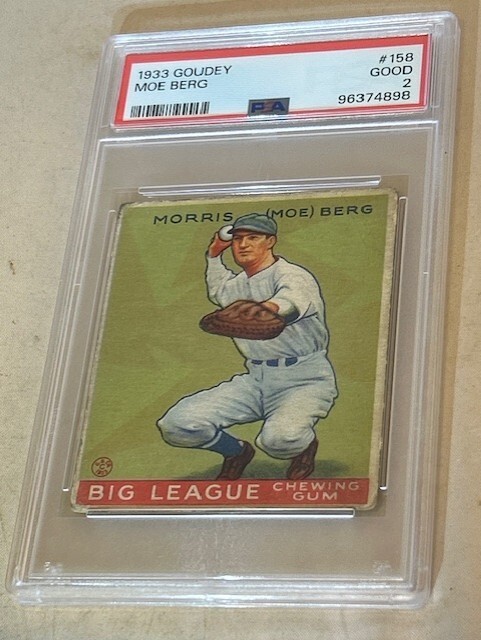 1933 GOUDEY #158
MOE BERG GOOD
2
PSA 96374898
MORRIS (MOE) BERG
BIG LEAGUE CHEWING
GUM